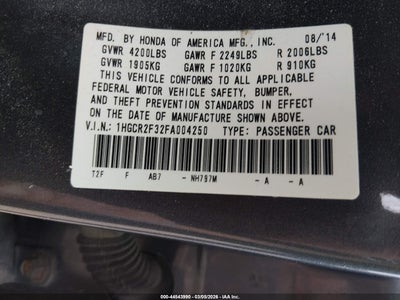 MFD. BY HONDA OF AMERICA MFG., INC. 08/'14
GVWR 4200LBS GAWR F 2249LBS R 2006LBS
GVWR 1905KG GAWR F 1020KG R 910KG
THIS VEHICLE CONFORMS TO ALL APPLICABLE
FEDERAL MOTOR VEHICLE SAFETY, BUMPER,
AND THEFT PREVENTION STANDARDS IN EFFECT
ON THE DATE OF MANUFACTURE SHOWN ABOVE.
V.I.N: 1HGCR2F32FA004250 TYPE: PASSENGER CAR
T2F F AB7 - NH797M - A - A
000-44543990 - 03/09/2026 - IAA Inc.